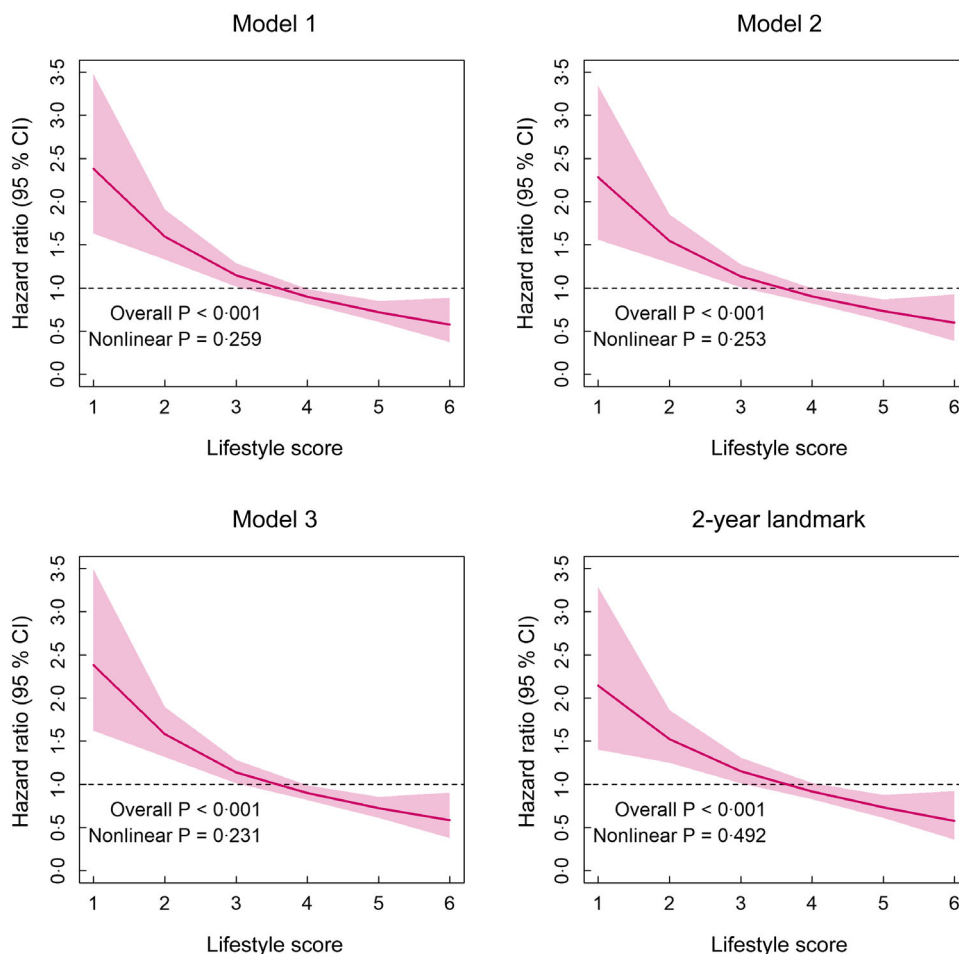 Model 1
Hazard ratio (95 % CI)
3·5
3·0
2·5
2·0
1·5
1·0
0·5
0·0
Overall P < 0·001
Nonlinear P = 0·259
1 2 3 4 5 6
Lifestyle score
Model 2
Hazard ratio (95 % CI)
3·5
3·0
2·5
2·0
1·5
1·0
0·5
0·0
Overall P < 0·001
Nonlinear P = 0·253
1 2 3 4 5 6
Lifestyle score
Model 3
Hazard ratio (95 % CI)
3·5
3·0
2·5
2·0
1·5
1·0
0·5
0·0
Overall P < 0·001
Nonlinear P = 0·231
1 2 3 4 5 6
Lifestyle score
2-year landmark
Hazard ratio (95 % CI)
3·5
3·0
2·5
2·0
1·5
1·0
0·5
0·0
Overall P < 0·001
Nonlinear P = 0·492
1 2 3 4 5 6
Lifestyle score